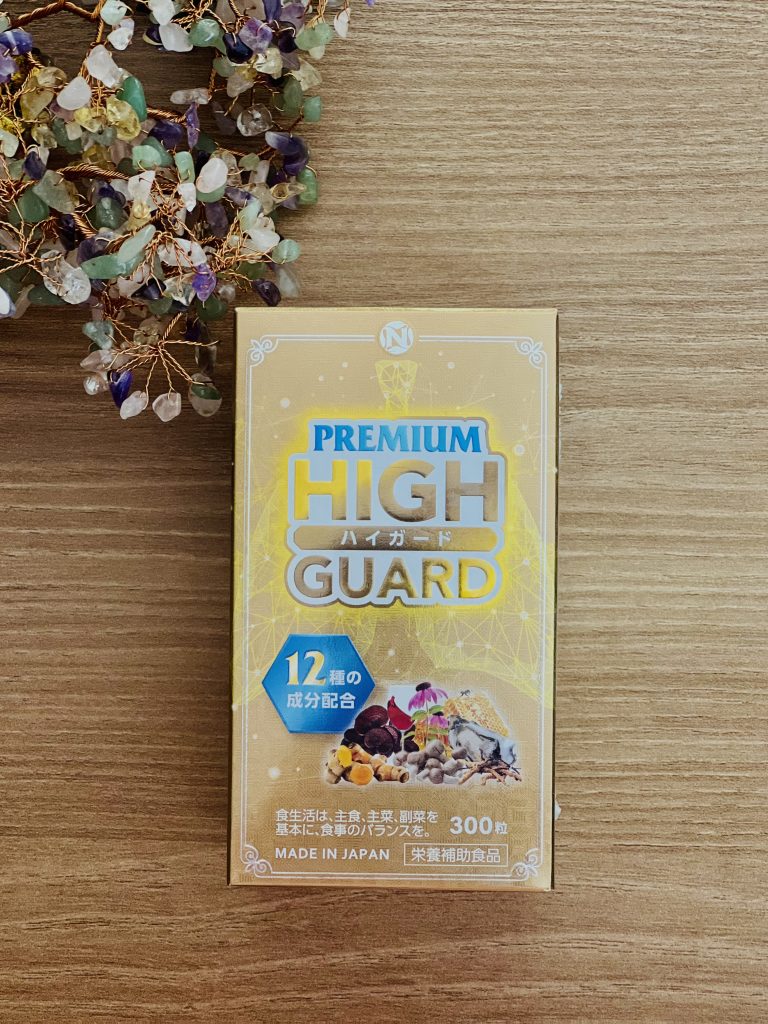 N
PREMIUM
HIGH
ハイガード
GUARD
12種の
成分配合
食生活は、主食、主菜、副菜を
基本に、食事のバランスを。
300粒
MADE IN JAPAN
栄養補助食品